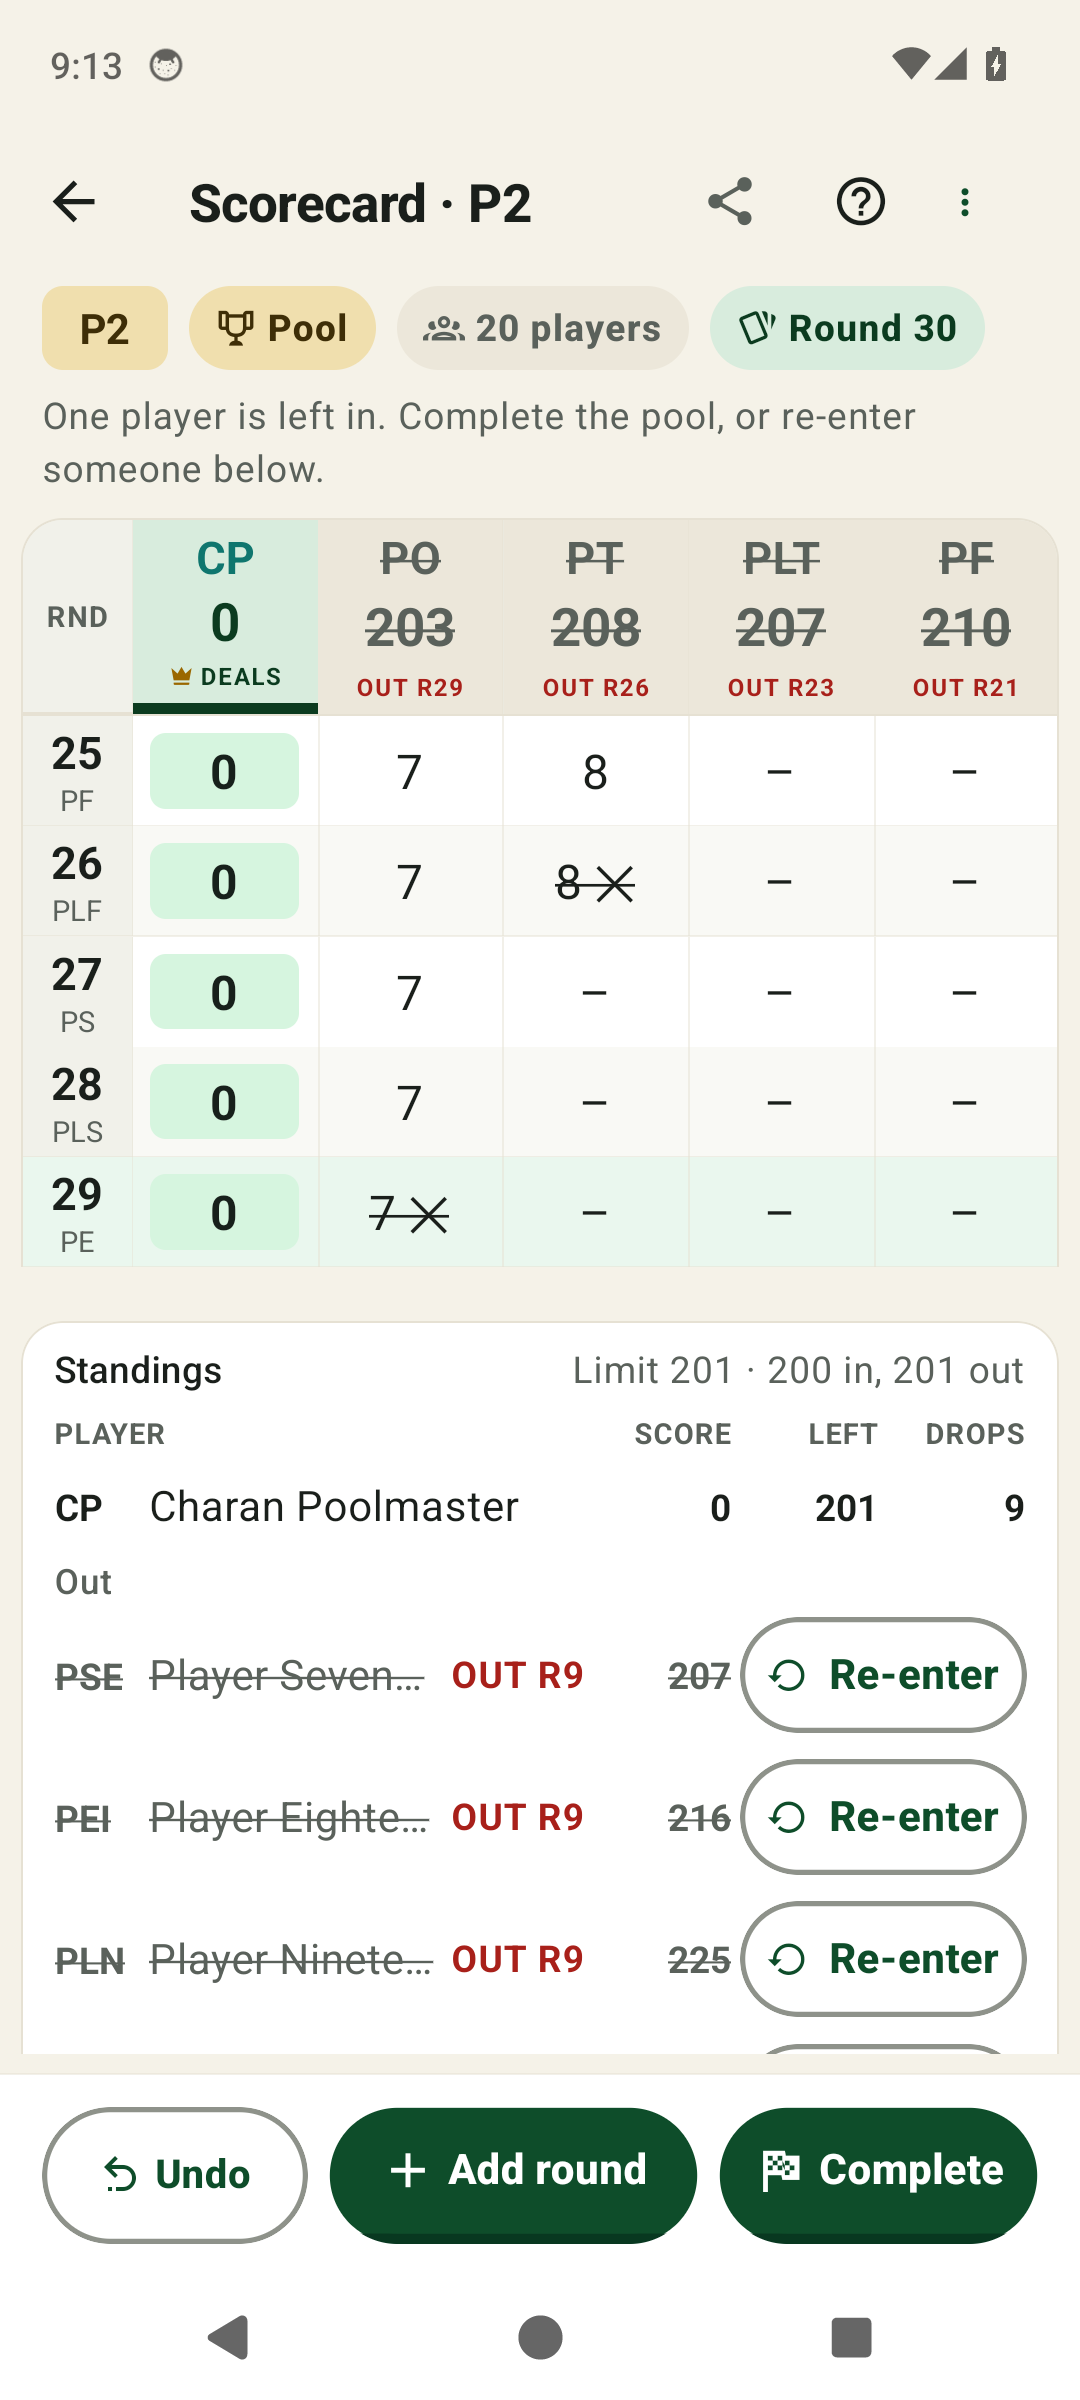 9:13
Scorecard · P2
P2 Pool 20 players Round 30
One player is left in. Complete the pool, or re-enter
someone below.
RND CP PO PT PLT PF
0 203 208 207 210
DEALS OUT R29 OUT R26 OUT R23 OUT R21
25 0 7 8 – –
PF
26 0 7 8 × – –
PLF
27 0 7 – – –
PS
28 0 7 – – –
PLS
29 0 7 × – – –
PE
Standings Limit 201 · 200 in, 201 out
PLAYER SCORE LEFT DROPS
CP Charan Poolmaster 0 201 9
Out
PSE Player Seven... OUT R9 207 Re-enter
PEI Player Eighte... OUT R9 216 Re-enter
PLN Player Ninete... OUT R9 225 Re-enter
Undo Add round Complete